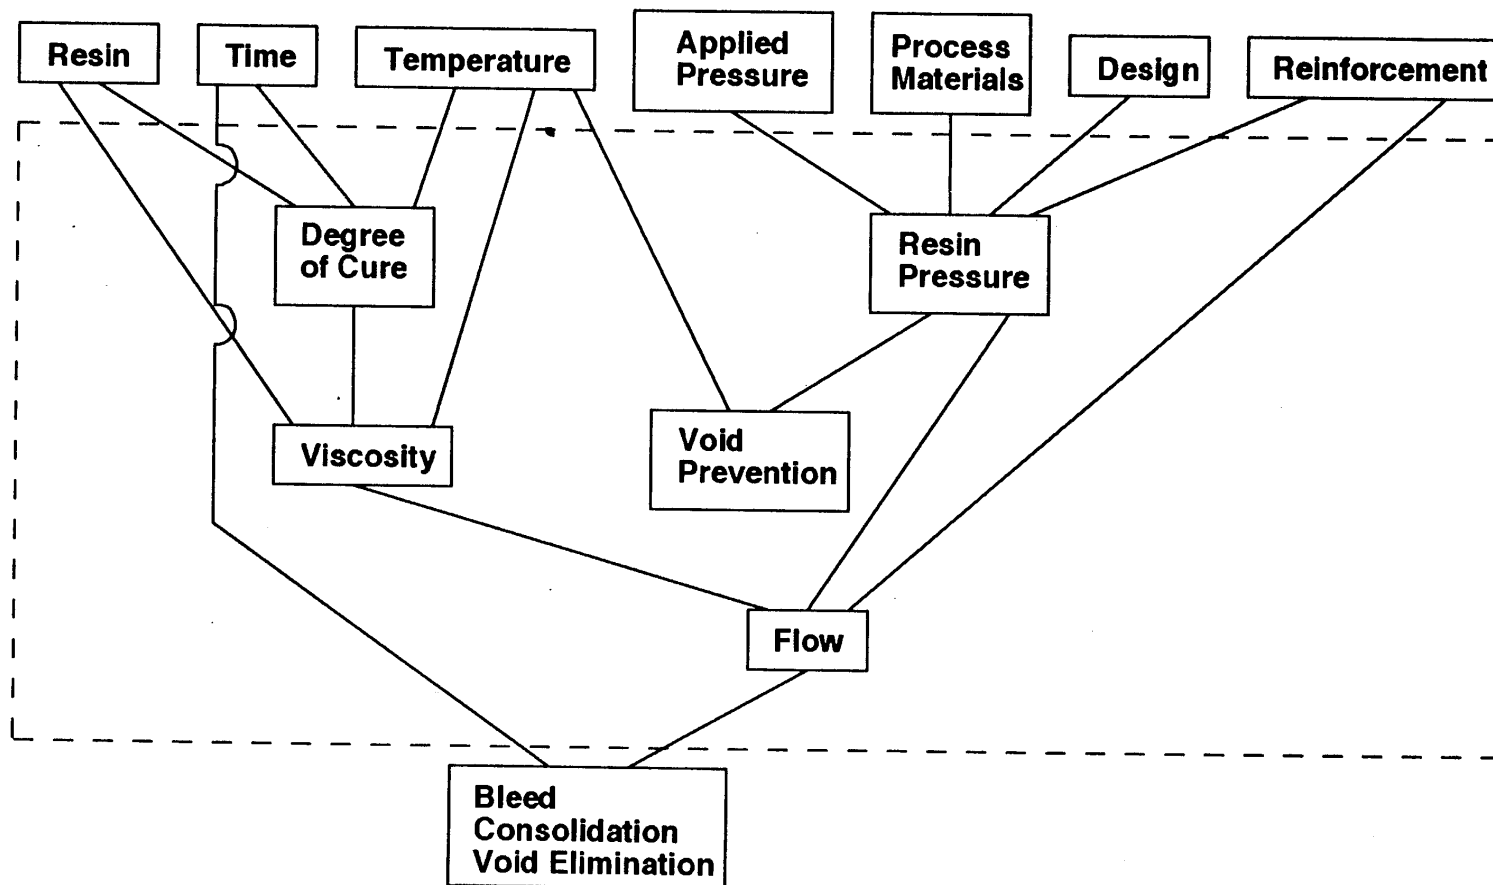 Resin
Time
Temperature
Applied
Pressure
Process
Materials
Design
Reinforcement
Degree
of Cure
Resin
Pressure
Viscosity
Void
Prevention
Flow
Bleed
Consolidation
Void Elimination